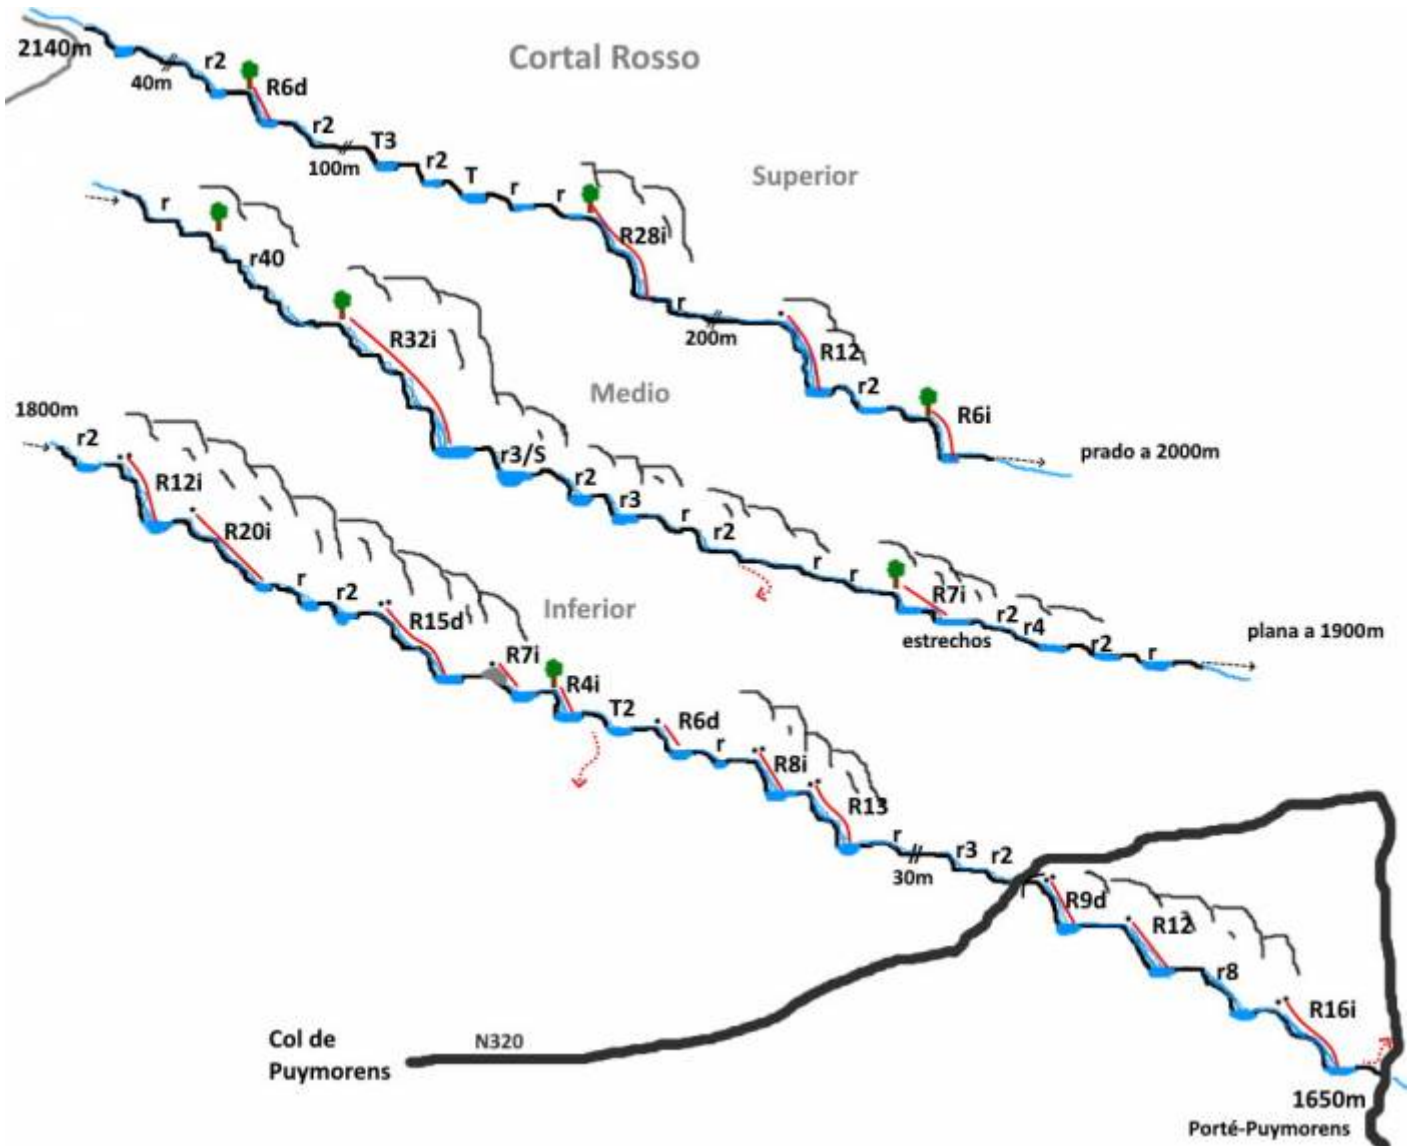 Cortal Rosso
2140m
40m
r2
R6d
r2
100m
T3
r2
T
r
r
R28i
Superior
r
200m
R12
r2
R6i
prado a 2000m
r
r40
R32i
Medio
r3/S
r2
r3
r
r2
r
r
R7i
estrechos
r2
r4
r2
r
plana a 1900m
1800m
r2
R12i
R20i
r
r2
R15d
Inferior
R7i
R4i
T2
R6d
r
R8i
R13
r
30m
r3
r2
R9d
R12
r8
R16i
Col de
Puymorens
N320
1650m
Porté-Puymorens